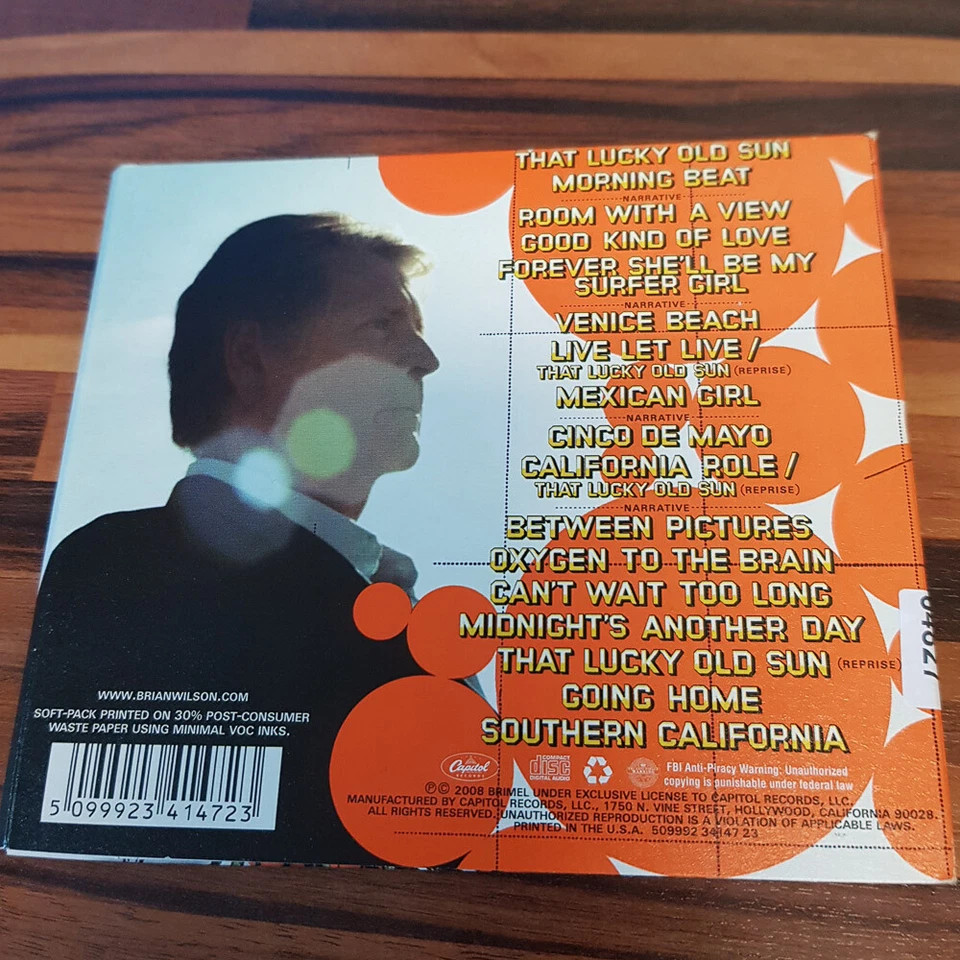 THAT LUCKY OLD SUN
MORNING BEAT
NARRATIVE
ROOM WITH A VIEW
GOOD KIND OF LOVE
FOREVER SHE'LL BE MY
SURFER GIRL
NARRATIVE
VENICE BEACH
LIVE LET LIVE /
THAT LUCKY OLD SUN (REPRISE)
MEXICAN GIRL
NARRATIVE
CINCO DE MAYO
CALIFORNIA ROLE /
THAT LUCKY OLD SUN (REPRISE)
NARRATIVE
BETWEEN PICTURES
OXYGEN TO THE BRAIN
CAN'T WAIT TOO LONG
MIDNIGHT'S ANOTHER DAY
THAT LUCKY OLD SUN (REPRISE)
GOING HOME
SOUTHERN CALIFORNIA
WWW.BRIANWILSON.COM
SOFT-PACK PRINTED ON 30% POST-CONSUMER
WASTE PAPER USING MINIMAL VOC INKS.
5 099923 414723
Capitol
RECORDS
COMPACT
disc
DIGITAL AUDIO
FBI Anti-Piracy Warning: Unauthorized
copying is punishable under federal law
℗© 2008 BRIMEL UNDER EXCLUSIVE LICENSE TO CAPITOL RECORDS, LLC.
MANUFACTURED BY CAPITOL RECORDS, LLC., 1750 N. VINE STREET, HOLLYWOOD, CALIFORNIA 90028.
ALL RIGHTS RESERVED. UNAUTHORIZED REPRODUCTION IS A VIOLATION OF APPLICABLE LAWS.
PRINTED IN THE U.S.A. 509992 34147 23